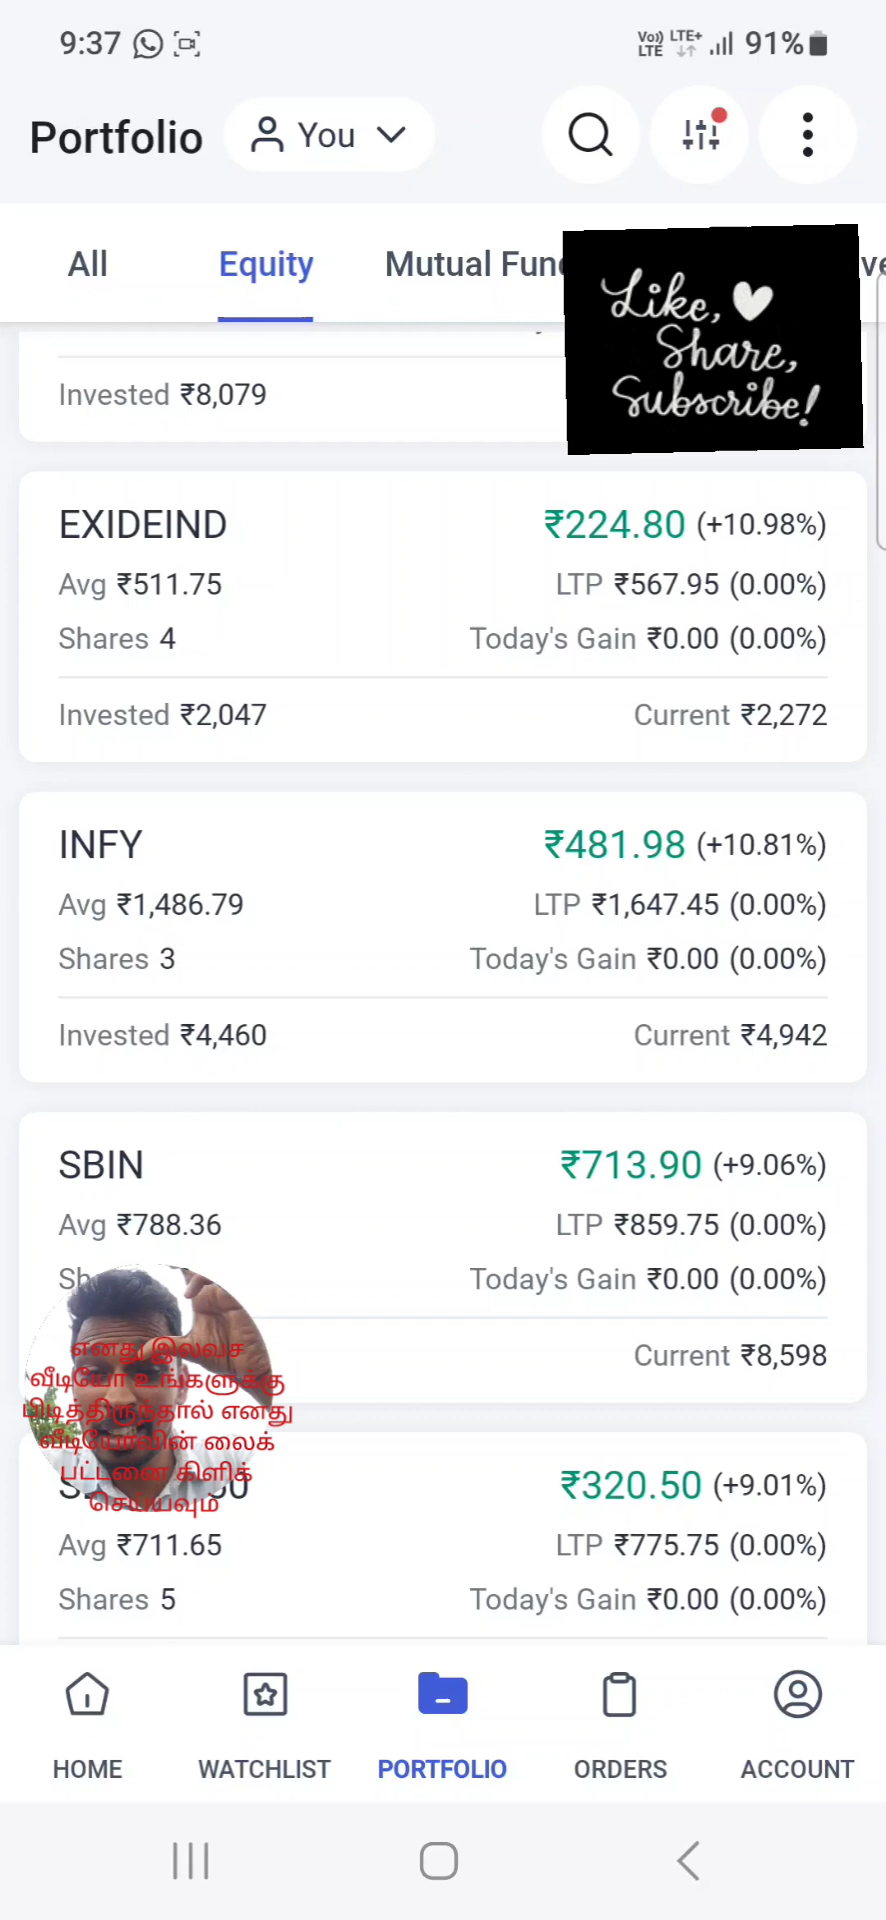 9:37 Vo)) LTE LTE+ 91%
Portfolio You
All Equity Mutual Fun
Like,
Share,
Subscribe!
Invested ₹8,079
EXIDEIND ₹224.80 (+10.98%)
Avg ₹511.75 LTP ₹567.95 (0.00%)
Shares 4 Today's Gain ₹0.00 (0.00%)
Invested ₹2,047 Current ₹2,272
INFY ₹481.98 (+10.81%)
Avg ₹1,486.79 LTP ₹1,647.45 (0.00%)
Shares 3 Today's Gain ₹0.00 (0.00%)
Invested ₹4,460 Current ₹4,942
SBIN ₹713.90 (+9.06%)
Avg ₹788.36 LTP ₹859.75 (0.00%)
Today's Gain ₹0.00 (0.00%)
Current ₹8,598
எனது இலவச
வீடியோ உங்களுக்கு
பிடித்திருந்தால் எனது
வீடியோவின் லைக்
பட்டனை கிளிக்
செய்யவும்
₹320.50 (+9.01%)
Avg ₹711.65 LTP ₹775.75 (0.00%)
Shares 5 Today's Gain ₹0.00 (0.00%)
HOME WATCHLIST PORTFOLIO ORDERS ACCOUNT